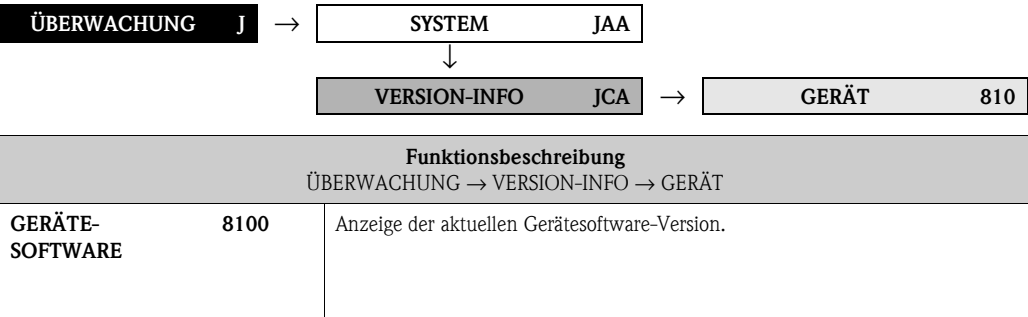 ÜBERWACHUNG J → SYSTEM JAA
↓
VERSION-INFO JCA → GERÄT 810
Funktionsbeschreibung
ÜBERWACHUNG → VERSION-INFO → GERÄT
GERÄTE- 8100 Anzeige der aktuellen Gerätesoftware-Version.
SOFTWARE